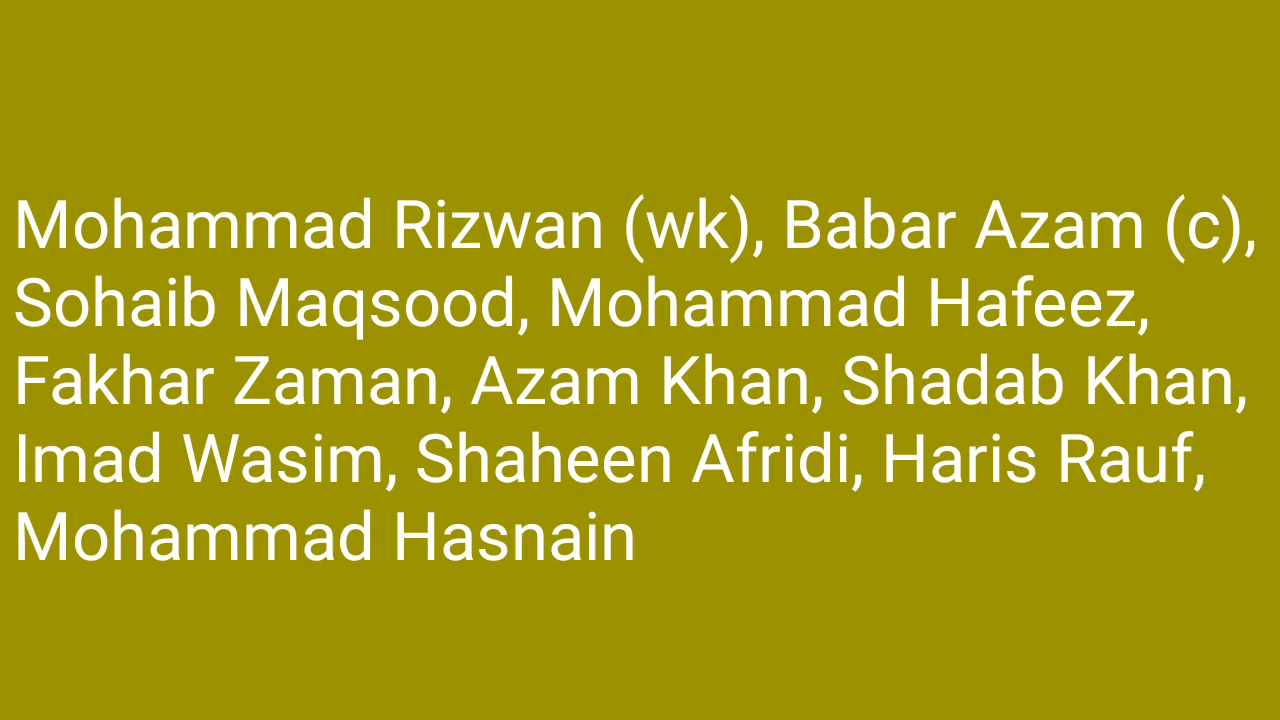 Mohammad Rizwan (wk), Babar Azam (c),
Sohaib Maqsood, Mohammad Hafeez,
Fakhar Zaman, Azam Khan, Shadab Khan,
Imad Wasim, Shaheen Afridi, Haris Rauf,
Mohammad Hasnain